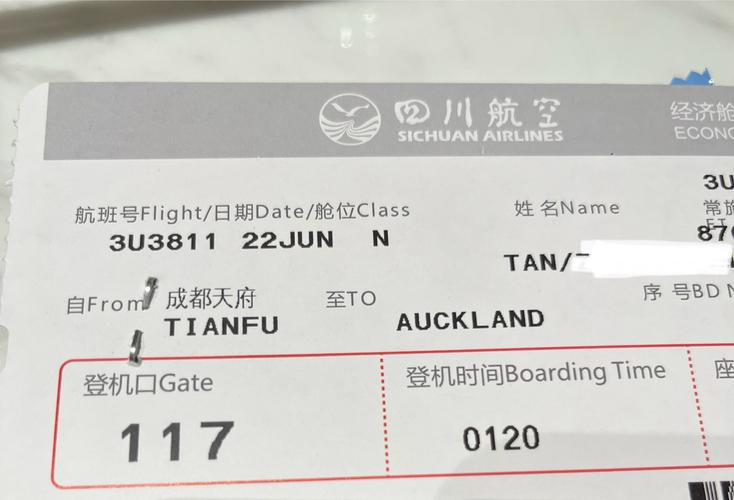 四川航空
SICHUAN AIRLINES
经济舱
ECONO
航班号Flight/日期Date/舱位Class
3U3811 22JUN N
姓 名Name
TAN/
3U
常旅
876
自From 成都天府
TIANFU
至TO
AUCKLAND
序 号BD N
登机口Gate
117
登机时间Boarding Time
0120
座